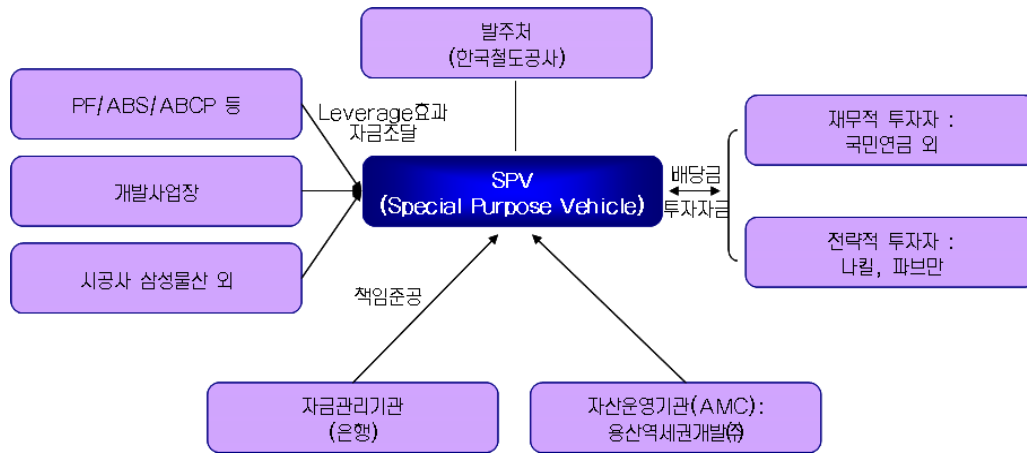 발주처
(한국철도공사)
PF/ABS/ABCP 등
Leverage효과
자금조달
재무적 투자자 :
국민연금 외
개발사업장
SPV
(Special Purpose Vehicle)
배당금
투자자금
시공사 삼성물산 외
전략적 투자자 :
나킬, 파브만
책임준공
자금관리기관
(은행)
자산운영기관(AMC):
용산역세권개발㈜